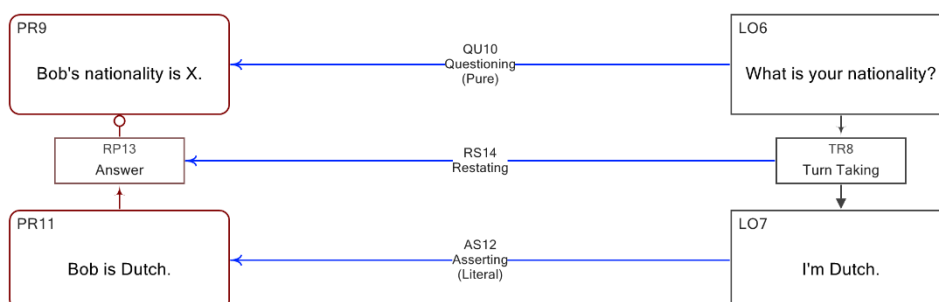 PR9
Bob's nationality is X.
QU10
Questioning
(Pure)
LO6
What is your nationality?
RP13
Answer
RS14
Restating
TR8
Turn Taking
PR11
Bob is Dutch.
AS12
Asserting
(Literal)
LO7
I'm Dutch.